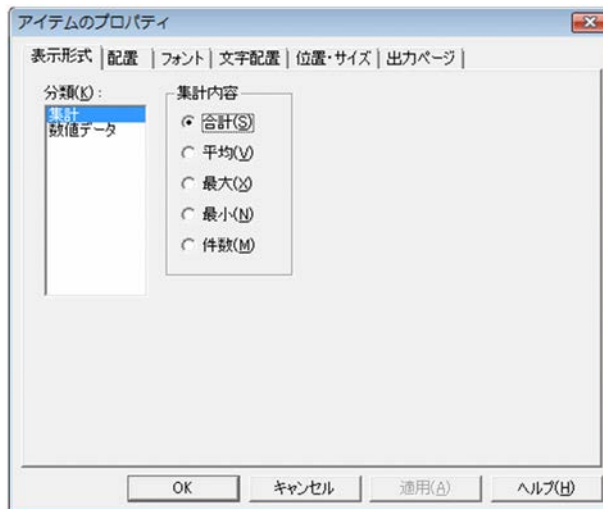 アイテムのプロパティ
表示形式 配置 フォント 文字配置 位置・サイズ 出力ページ
分類(K):
集計
数値データ
集計内容
合計(S)
平均(V)
最大(X)
最小(N)
件数(M)
OK キャンセル 適用(A) ヘルプ(H)